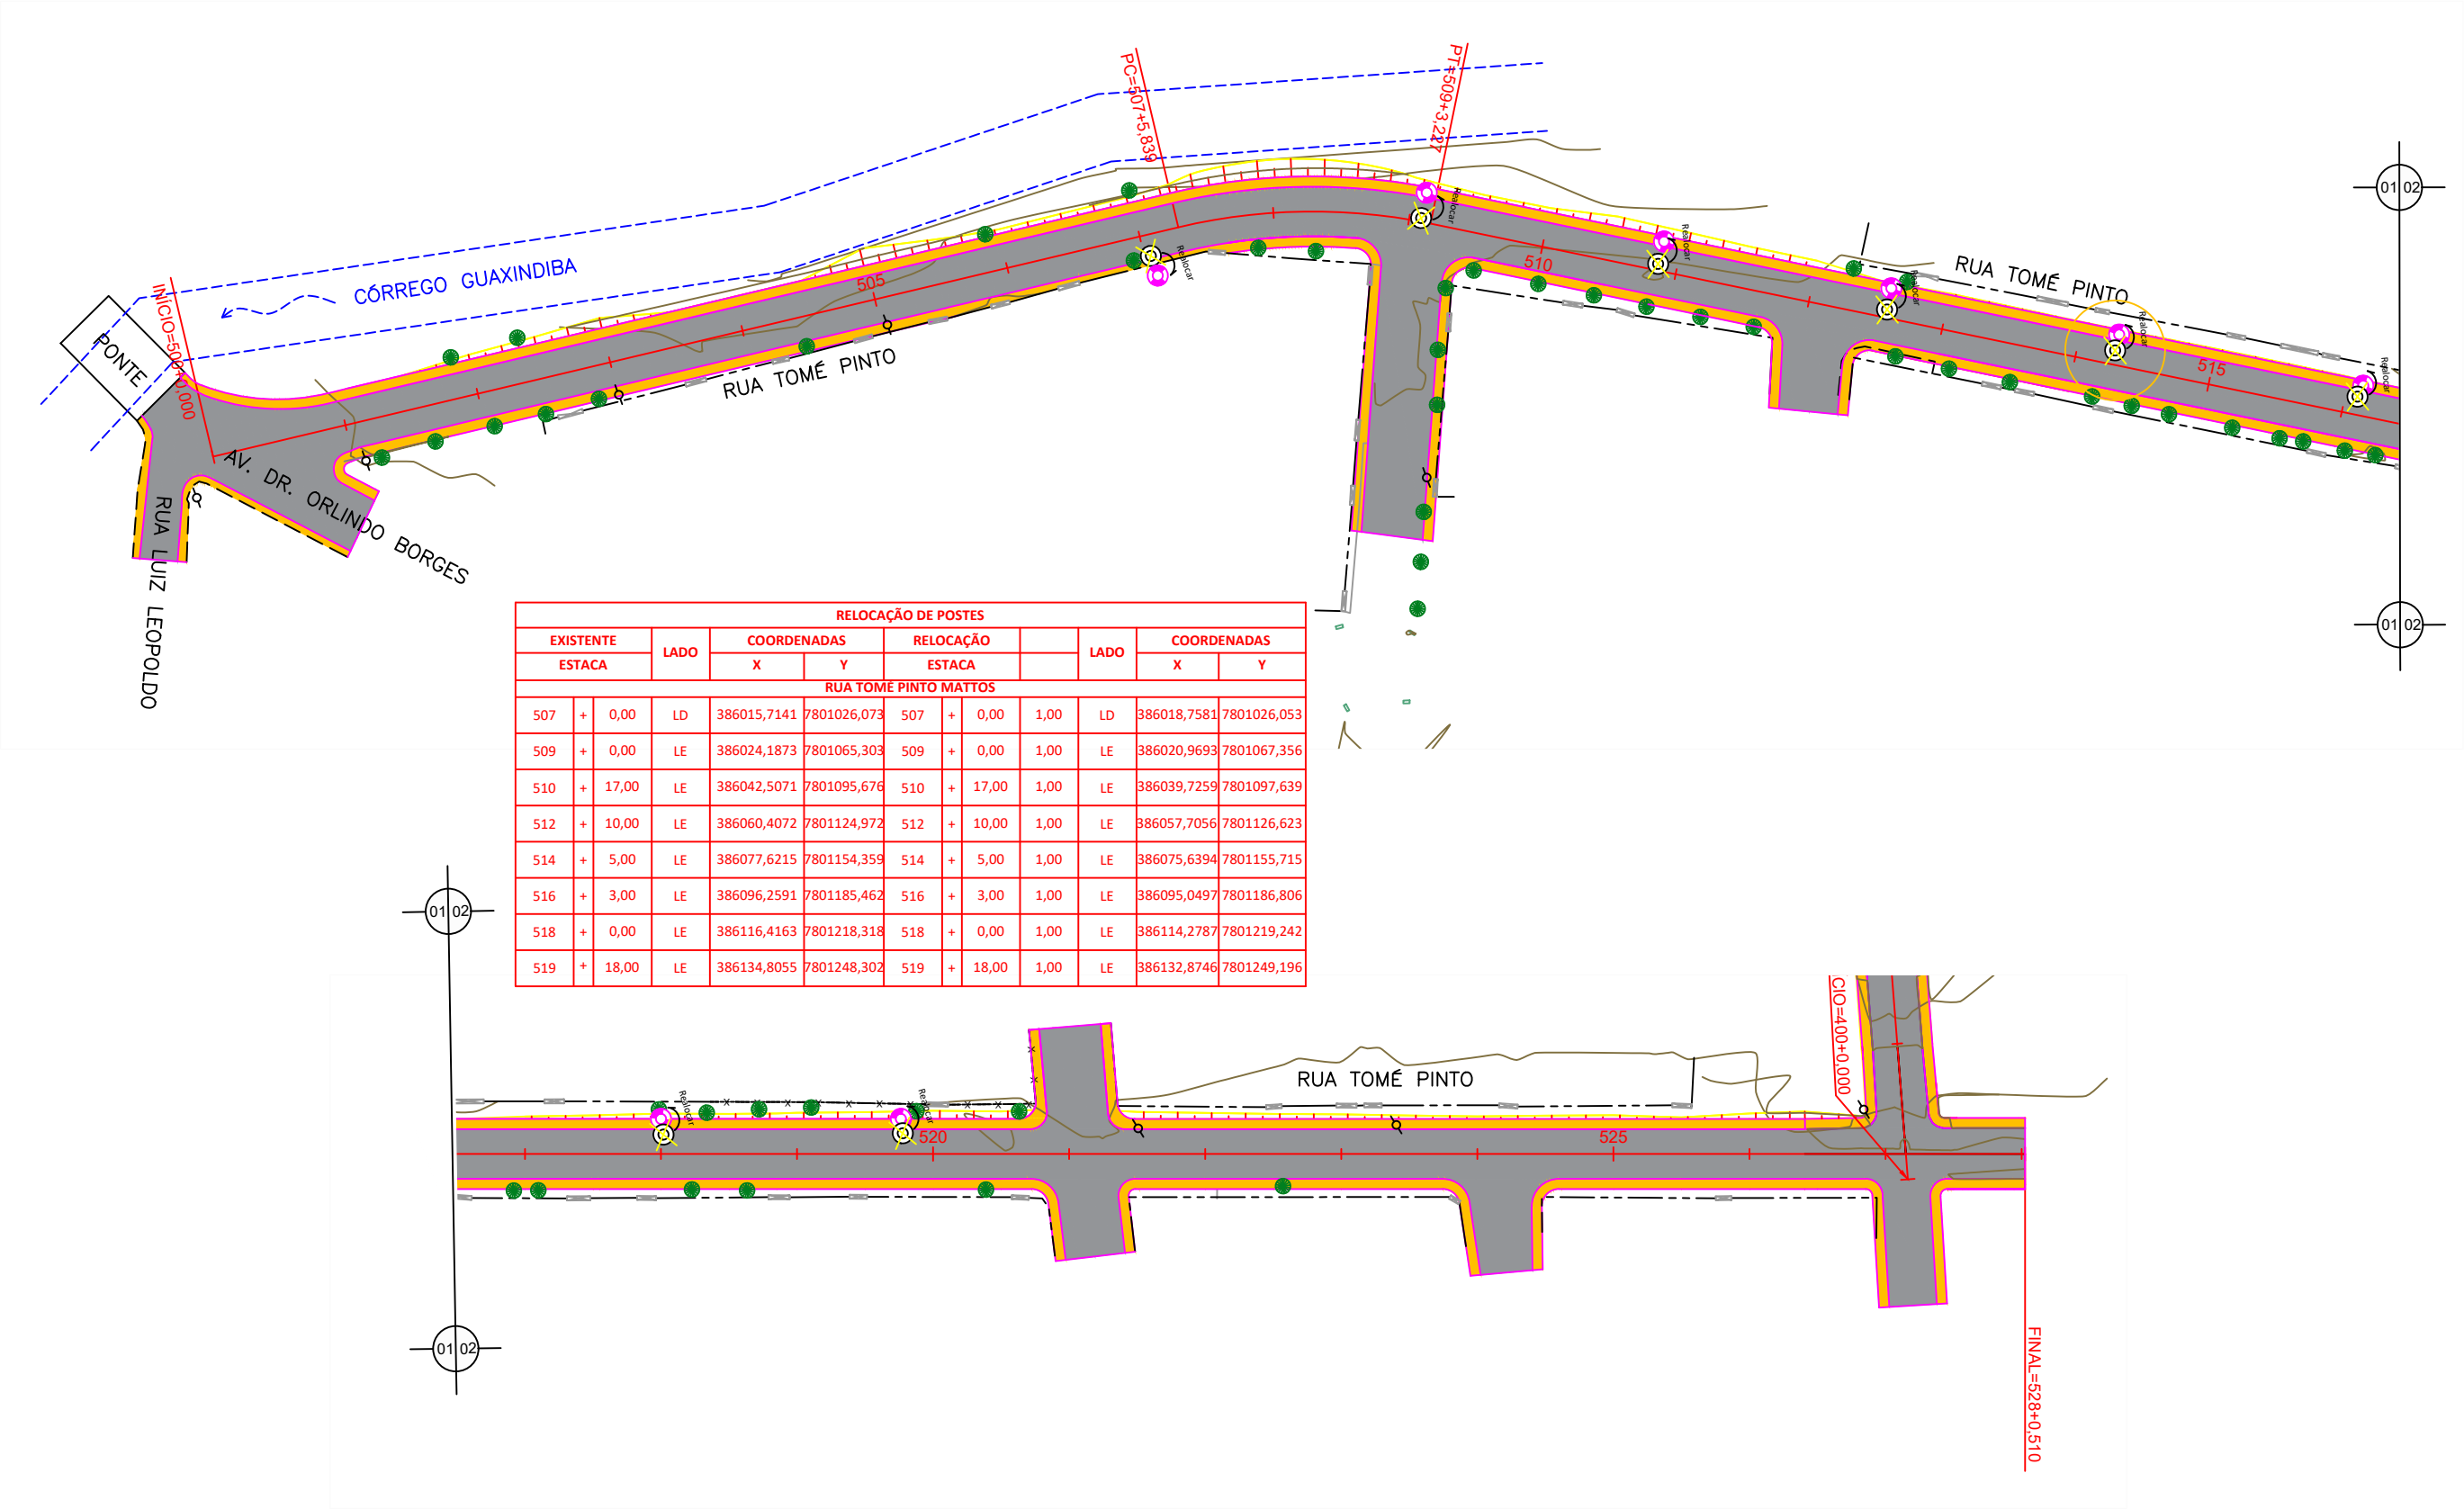 PC=507+5,839
PT=509+3,227
INÍCIO=500+0,000
CÓRREGO GUAXINDIBA
PONTE
505
RUA TOMÉ PINTO
510
RUA TOMÉ PINTO
515
Realocar
Realocar
Realocar
Realocar
Realocar
Realocar
01 02
01 02
AV. DR. ORLINDO BORGES
RUA LUIZ LEOPOLDO
RELOCAÇÃO DE POSTES
EXISTENTE LADO COORDENADAS RELOCAÇÃO LADO COORDENADAS
ESTACA X Y ESTACA X Y
RUA TOMÉ PINTO MATTOS
507 + 0,00 LD 386015,7141 7801026,073 507 + 0,00 1,00 LD 386018,7581 7801026,053
509 + 0,00 LE 386024,1873 7801065,303 509 + 0,00 1,00 LE 386020,9693 7801067,356
510 + 17,00 LE 386042,5071 7801095,676 510 + 17,00 1,00 LE 386039,7259 7801097,639
512 + 10,00 LE 386060,4072 7801124,972 512 + 10,00 1,00 LE 386057,7056 7801126,623
514 + 5,00 LE 386077,6215 7801154,359 514 + 5,00 1,00 LE 386075,6394 7801155,715
516 + 3,00 LE 386096,2591 7801185,462 516 + 3,00 1,00 LE 386095,0497 7801186,806
518 + 0,00 LE 386116,4163 7801218,318 518 + 0,00 1,00 LE 386114,2787 7801219,242
519 + 18,00 LE 386134,8055 7801248,302 519 + 18,00 1,00 LE 386132,8746 7801249,196
01 02
01 02
Realocar
Realocar
520
RUA TOMÉ PINTO
525
CIO=400+0,000
FINAL=528+0,510